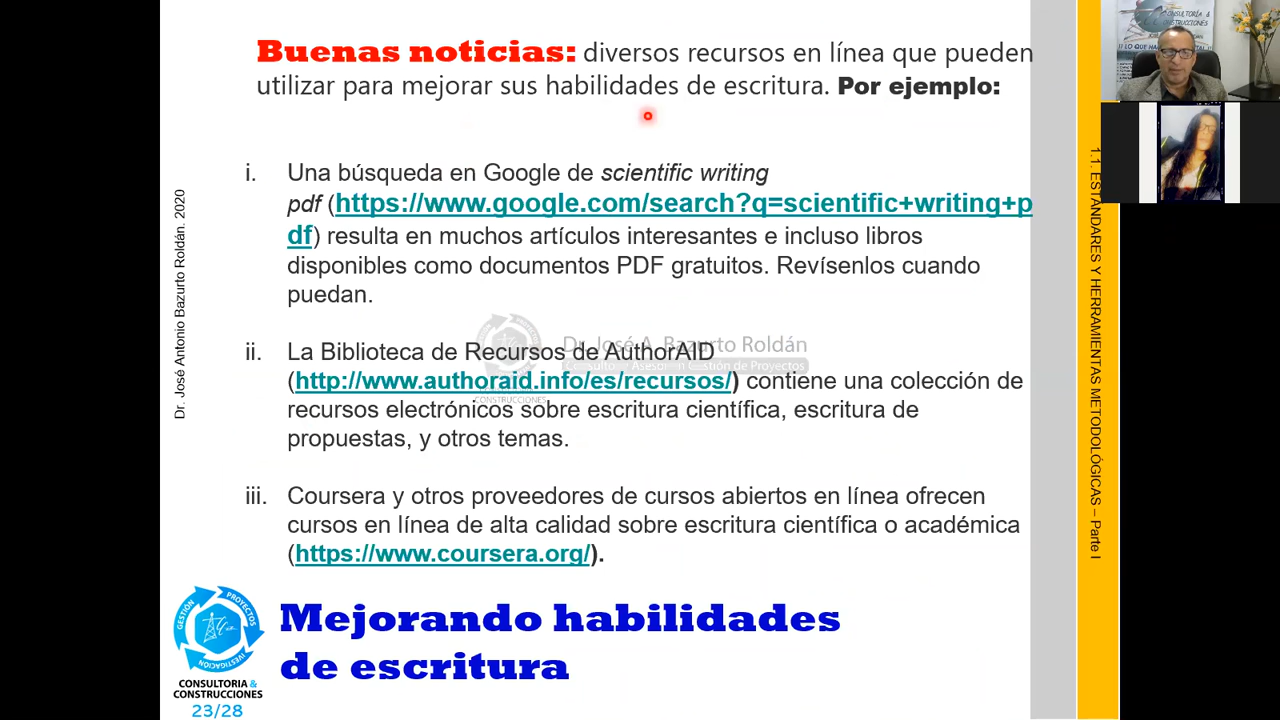 Buenas noticias: diversos recursos en línea que pueden
utilizar para mejorar sus habilidades de escritura. Por ejemplo:
i. Una búsqueda en Google de scientific writing
pdf (https://www.google.com/search?q=scientific+writing+p
df) resulta en muchos artículos interesantes e incluso libros
disponibles como documentos PDF gratuitos. Revísenlos cuando
puedan.
ii. La Biblioteca de Recursos de AuthorAID
(http://www.authoraid.info/es/recursos/) contiene una colección de
recursos electrónicos sobre escritura científica, escritura de
propuestas, y otros temas.
iii. Coursera y otros proveedores de cursos abiertos en línea ofrecen
cursos en línea de alta calidad sobre escritura científica o académica
(https://www.coursera.org/).
Mejorando habilidades
de escritura
Dr. José Antonio Bazurto Roldán. 2020
1.1. ESTÁNDARES Y HERRAMIENTAS METODOLÓGICAS – Parte I
Dr. José A. Bazurto Roldán
CONSTRUCCIONES
GESTIÓN
PROYECTOS
CONSULTORIA &
CONSTRUCCIONES
23/28
CONSULTORÍA &
CONSTRUCCIONES